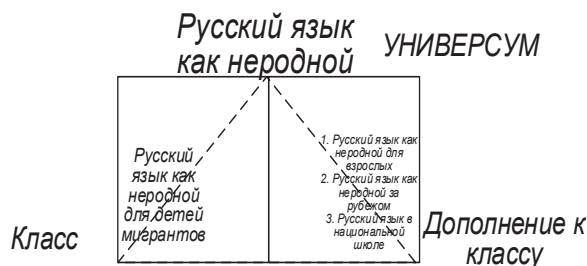 Русский язык
как неродной
УНИВЕРСУМ
Русский
язык как
неродной
для детей
мигрантов
1. Русский язык как
неродной для
взрослых
2. Русский язык как
неродной за
рубежом
3. Русский язык в
национальной
школе
Класс
Дополнение к
классу